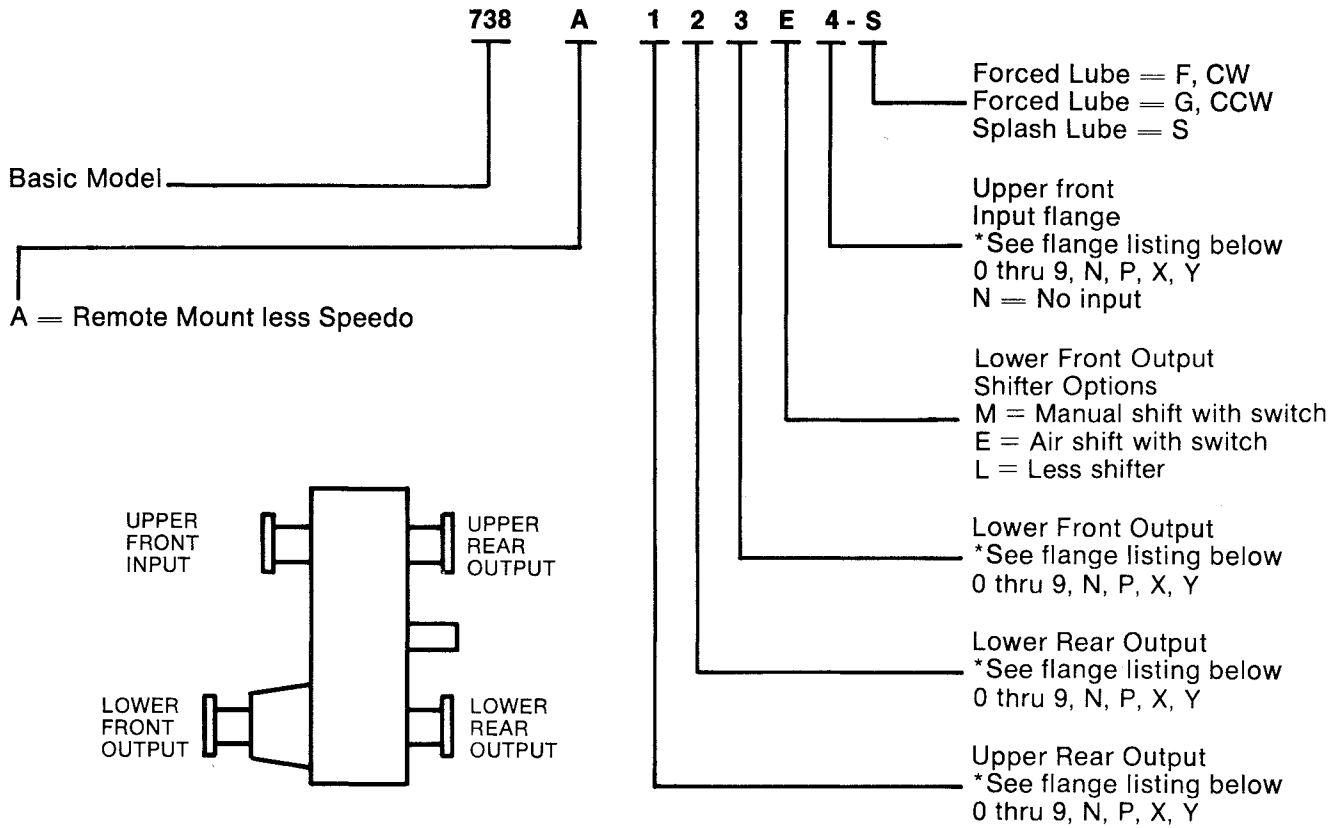 738 A 1 2 3 E 4 - S
Forced Lube = F, CW
Forced Lube = G, CCW
Splash Lube = S
Basic Model
Upper front
Input flange
*See flange listing below
0 thru 9, N, P, X, Y
N = No input
A = Remote Mount less Speedo
Lower Front Output
Shifter Options
M = Manual shift with switch
E = Air shift with switch
L = Less shifter
UPPER
FRONT
INPUT
UPPER
REAR
OUTPUT
Lower Front Output
*See flange listing below
0 thru 9, N, P, X, Y
LOWER
FRONT
OUTPUT
LOWER
REAR
OUTPUT
Lower Rear Output
*See flange listing below
0 thru 9, N, P, X, Y
Upper Rear Output
*See flange listing below
0 thru 9, N, P, X, Y